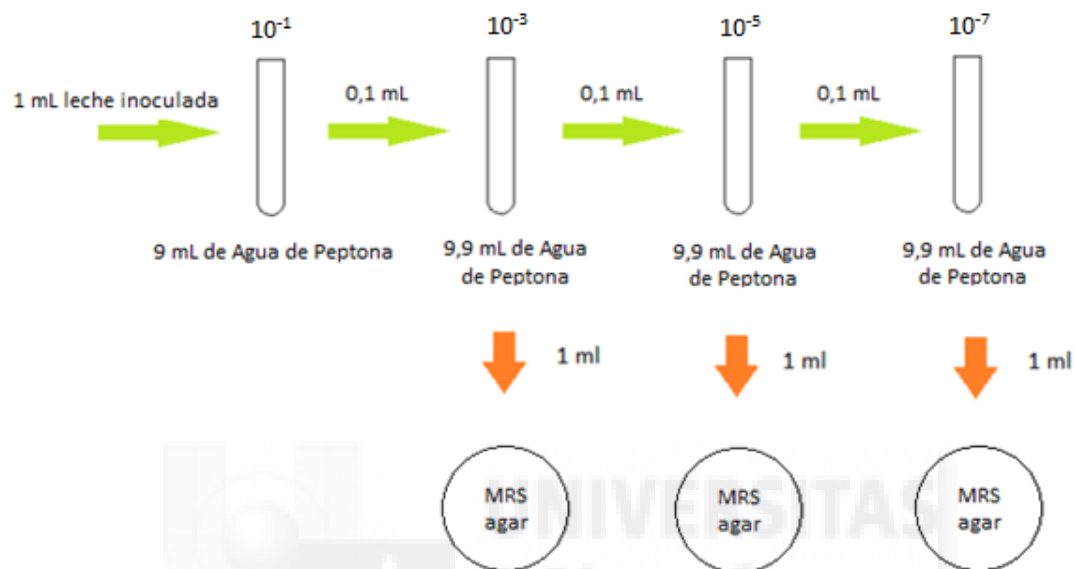 10-1
10-3
10-5
10-7
1 mL leche inoculada
0,1 mL
0,1 mL
0,1 mL
9 mL de Agua de Peptona
9,9 mL de Agua
de Peptona
9,9 mL de Agua
de Peptona
9,9 mL de Agua
de Peptona
1 ml
1 ml
1 ml
MRS
agar
MRS
agar
MRS
agar
UNIVERSITAS